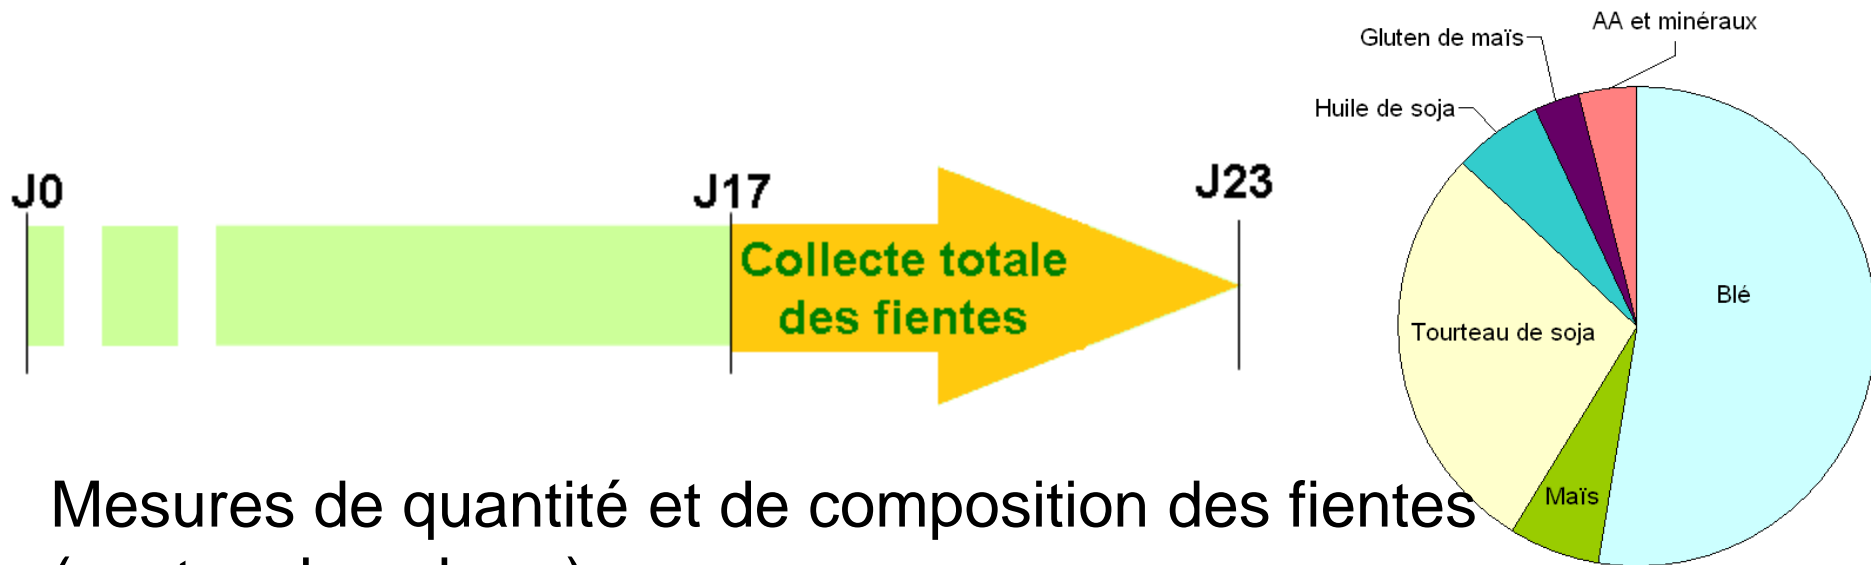 J0
J17
J23
Collecte totale
des fientes
AA et minéraux
Gluten de maïs
Huile de soja
Blé
Tourteau de soja
Maïs
Mesures de quantité et de composition des fientes